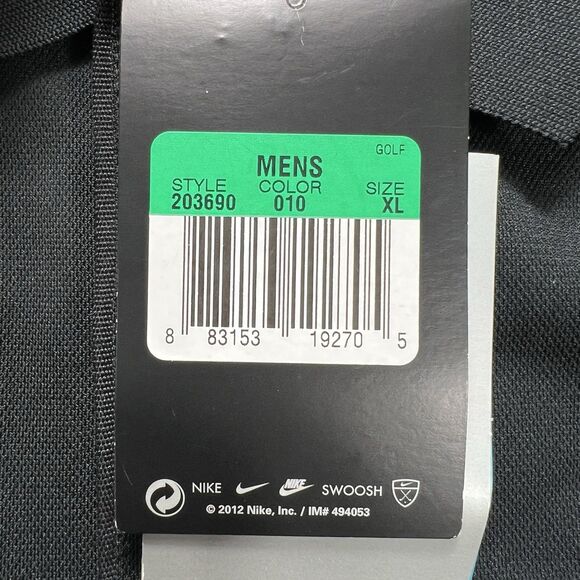 GOLF
MENS
STYLE COLOR SIZE
203690 010 XL
8 83153 19270 5
NIKE NIKE SWOOSH
© 2012 Nike, Inc. / IM# 494053